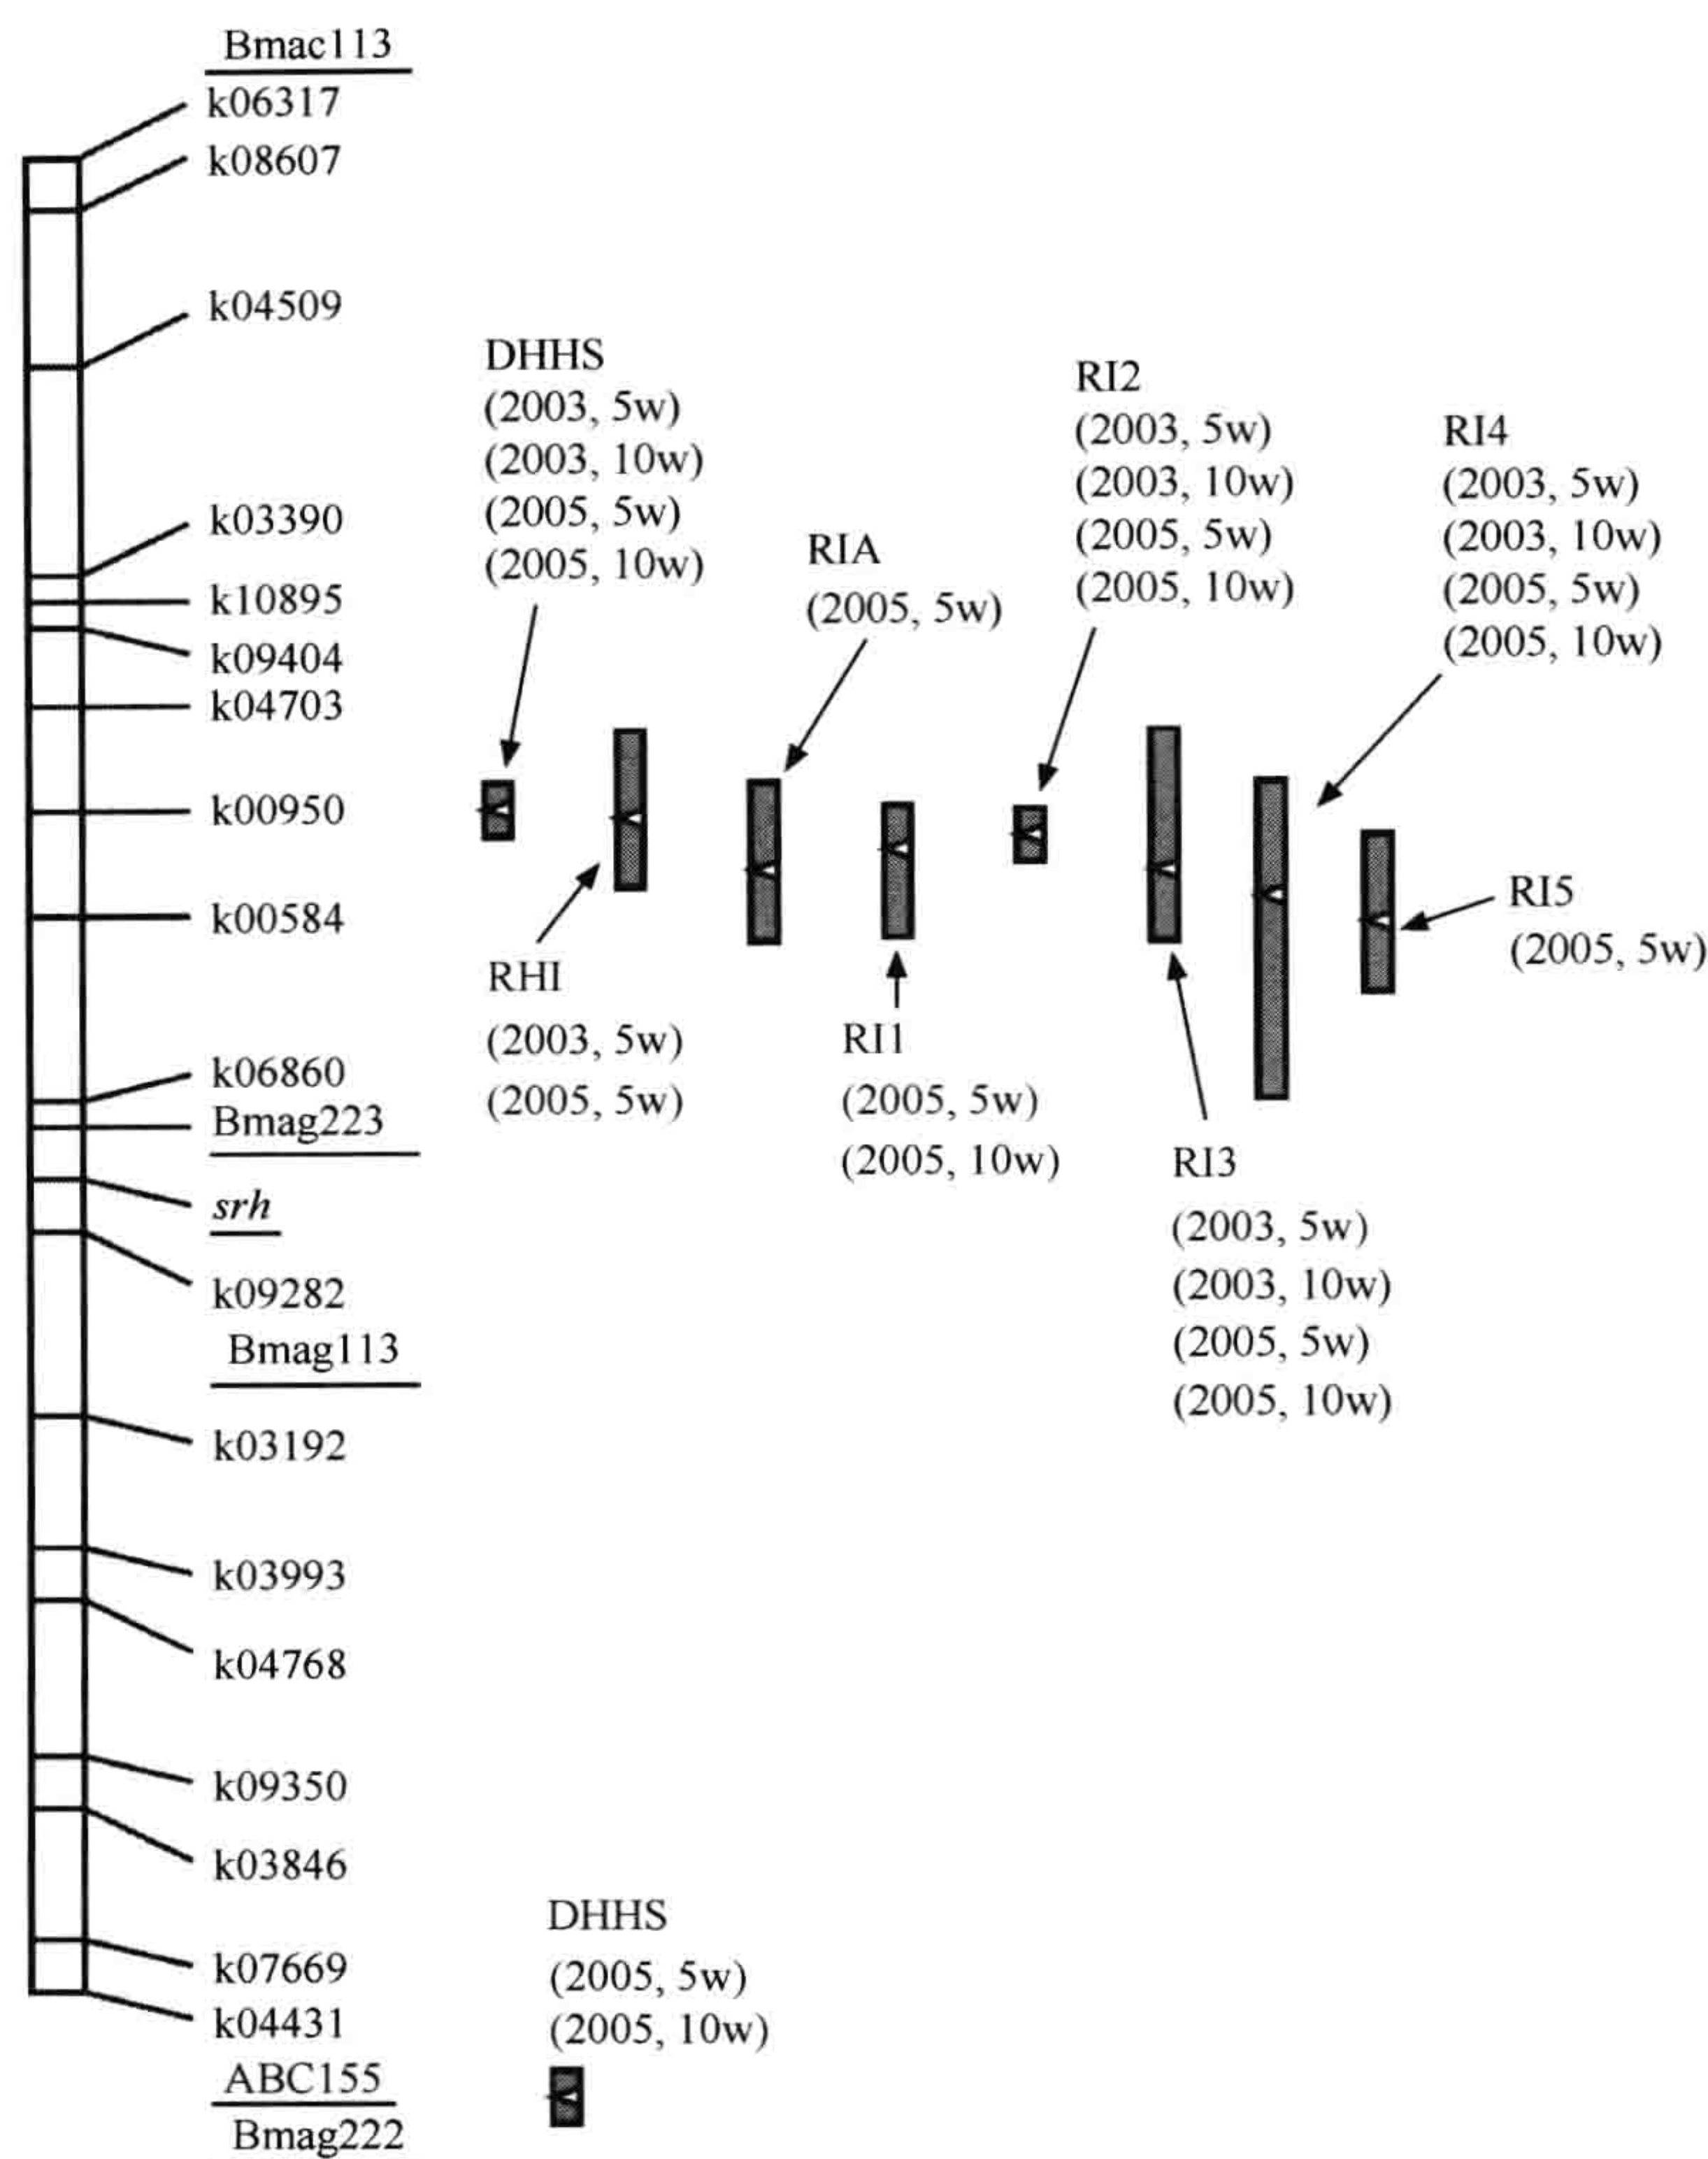 Bmac113
k06317
k08607
k04509
k03390
k10895
k09404
k04703
k00950
k00584
k06860
Bmag223
srh
k09282
Bmag113
k03192
k03993
k04768
k09350
k03846
k07669
k04431
ABC155
Bmag222
DHHS
(2003, 5w)
(2003, 10w)
(2005, 5w)
(2005, 10w)
RHI
(2003, 5w)
(2005, 5w)
RIA
(2005, 5w)
RI1
(2005, 5w)
(2005, 10w)
RI2
(2003, 5w)
(2003, 10w)
(2005, 5w)
(2005, 10w)
RI3
(2003, 5w)
(2003, 10w)
(2005, 5w)
(2005, 10w)
RI4
(2003, 5w)
(2003, 10w)
(2005, 5w)
(2005, 10w)
RI5
(2005, 5w)
DHHS
(2005, 5w)
(2005, 10w)